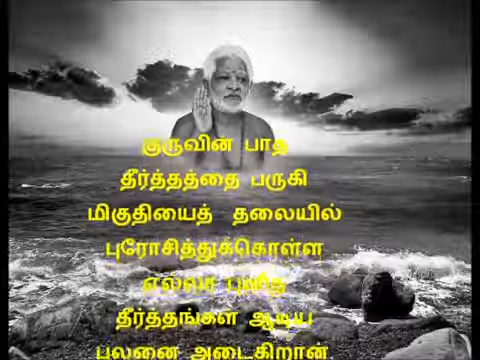 குருவின் பாத
தீர்த்தத்தை பருகி
மிகுதியைத் தலையில்
புரோசித்துக்கொள்ள
எல்லா புனித
தீர்த்தங்கள் ஆடிய
பலனை அடைகிறான்